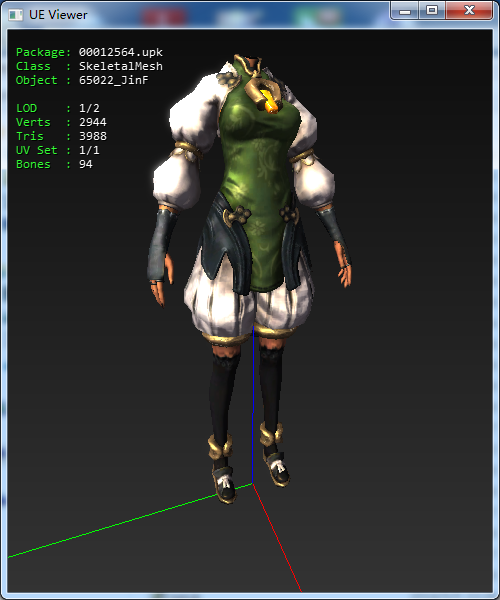 UE Viewer
Package: 00012564.upk
Class : SkeletalMesh
Object : 65022_JinF
LOD : 1/2
Verts : 2944
Tris : 3988
UV Set : 1/1
Bones : 94